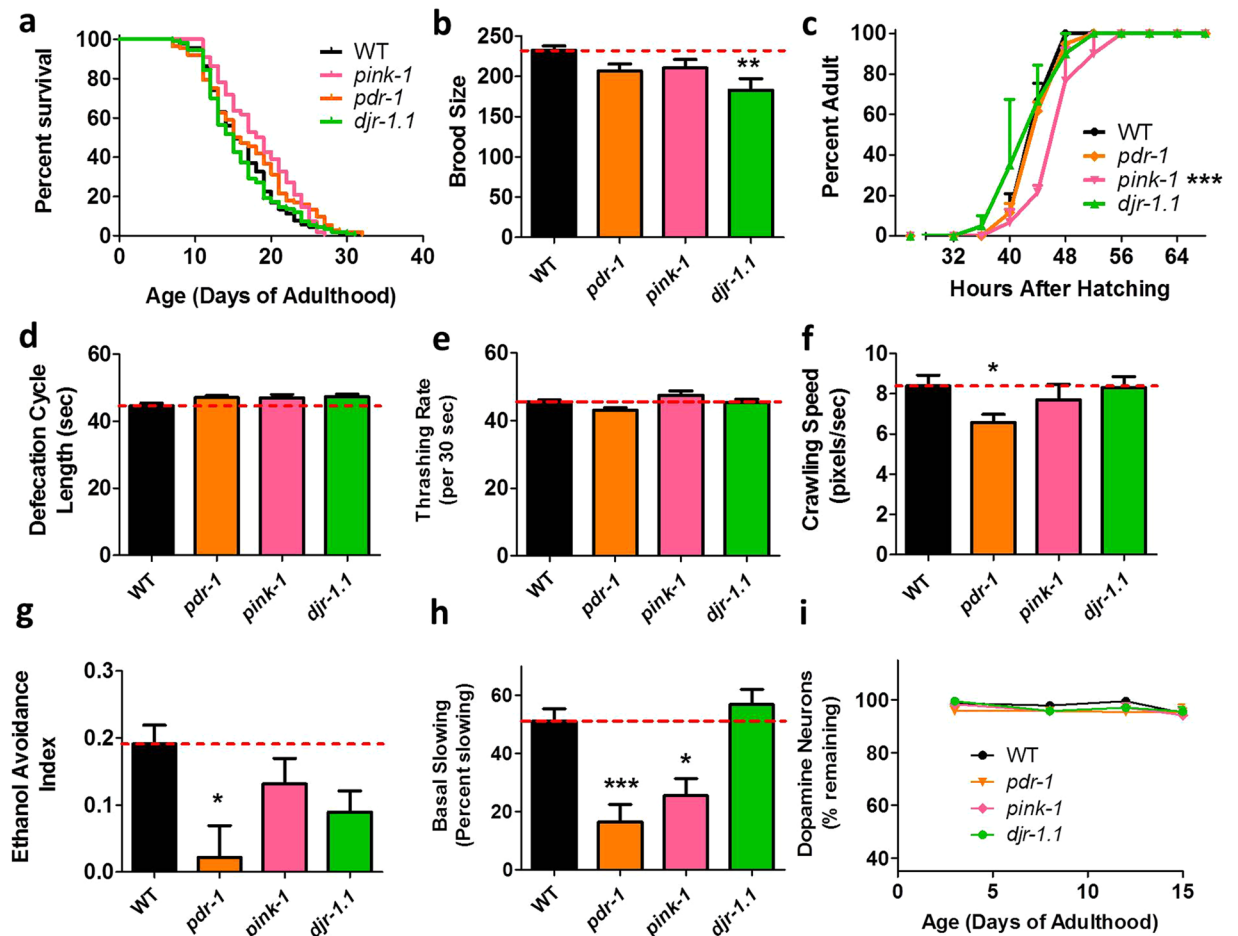 a
100
80
60
40
20
0
Percent survival
WT
pink-1
pdr-1
djr-1.1
0 10 20 30 40
Age (Days of Adulthood)
b
250
200
150
100
50
0
Brood Size
**
WT pdr-1 pink-1 djr-1.1
c
100
80
60
40
20
0
Percent Adult
WT
pdr-1
pink-1 ***
djr-1.1
32 40 48 56 64
Hours After Hatching
d
60
40
20
0
Defecation Cycle
Length (sec)
WT pdr-1 pink-1 djr-1.1
e
60
40
20
0
Thrashing Rate
(per 30 sec)
WT pdr-1 pink-1 djr-1.1
f
10
8
6
4
2
0
Crawling Speed
(pixels/sec)
*
WT pdr-1 pink-1 djr-1.1
g
0.3
0.2
0.1
0.0
Ethanol Avoidance
Index
*
WT pdr-1 pink-1 djr-1.1
h
60
40
20
0
Basal Slowing
(Percent slowing)
***
*
WT pdr-1 pink-1 djr-1.1
i
100
80
60
40
Dopamine Neurons
(% remaining)
WT
pdr-1
pink-1
djr-1.1
0 5 10 15
Age (Days of Adulthood)